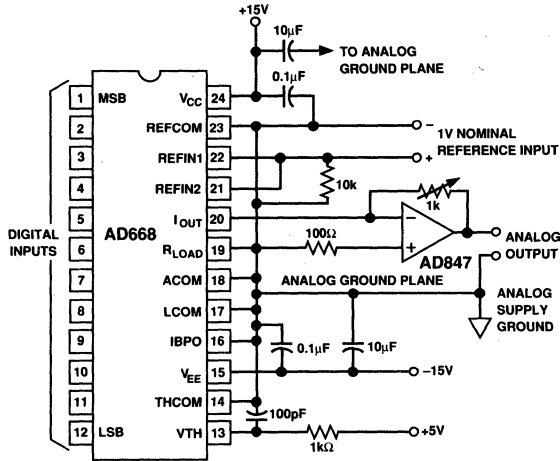 +15V
10µF
TO ANALOG
GROUND PLANE
0.1µF
1 MSB
VCC 24
2
REFCOM 23
1V NOMINAL
REFERENCE INPUT
−
+
3
REFIN1 22
10k
4
REFIN2 21
1k
5
IOUT 20
−
+
DIGITAL
INPUTS
AD668
6
RLOAD 19
100Ω
AD847
ANALOG
OUTPUT
7
ACOM 18
ANALOG GROUND PLANE
ANALOG
SUPPLY
GROUND
8
LCOM 17
9
IBPO 16
0.1µF
10µF
10
VEE 15
−15V
11
THCOM 14
100pF
12 LSB
VTH 13
1kΩ
+5V